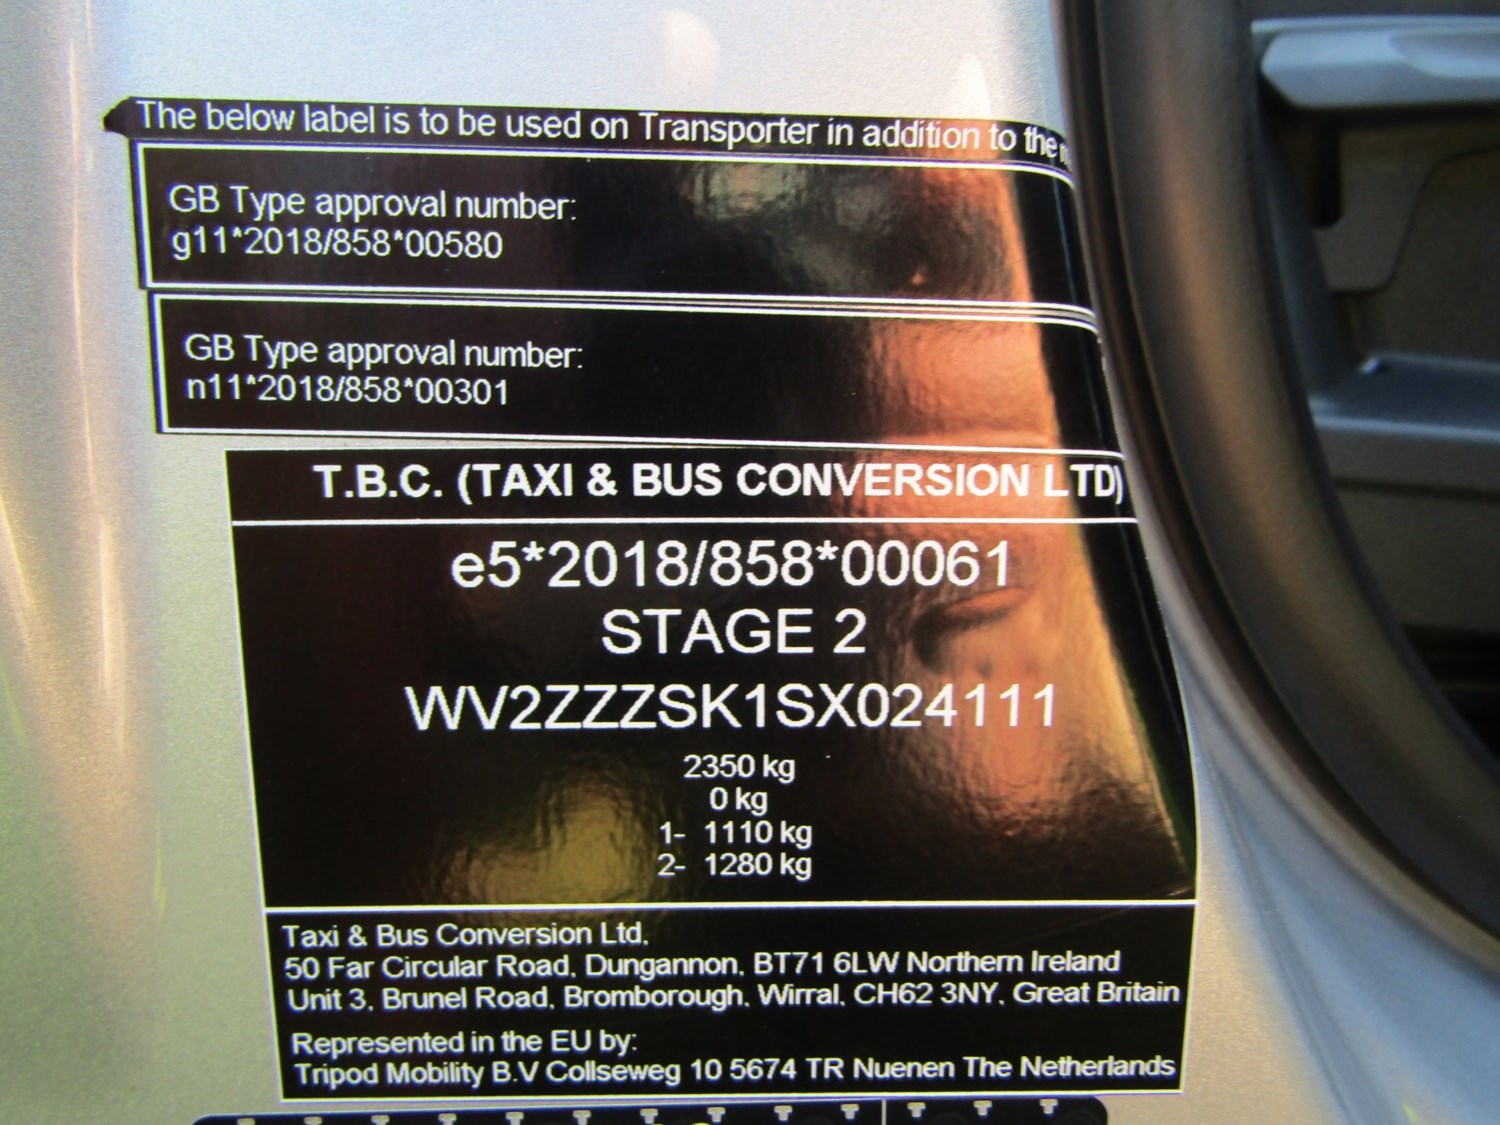 The below label is to be used on Transporter in addition to the
GB Type approval number:
g11*2018/858*00580
GB Type approval number:
n11*2018/858*00301
T.B.C. (TAXI & BUS CONVERSION LTD)
e5*2018/858*00061
STAGE 2
WV2ZZZSK1SX024111
2350 kg
0 kg
1- 1110 kg
2- 1280 kg
Taxi & Bus Conversion Ltd.
50 Far Circular Road, Dungannon, BT71 6LW Northern Ireland
Unit 3, Brunel Road, Bromborough, Wirral, CH62 3NY, Great Britain
Represented in the EU by:
Tripod Mobility B.V Collseweg 10 5674 TR Nuenen The Netherlands